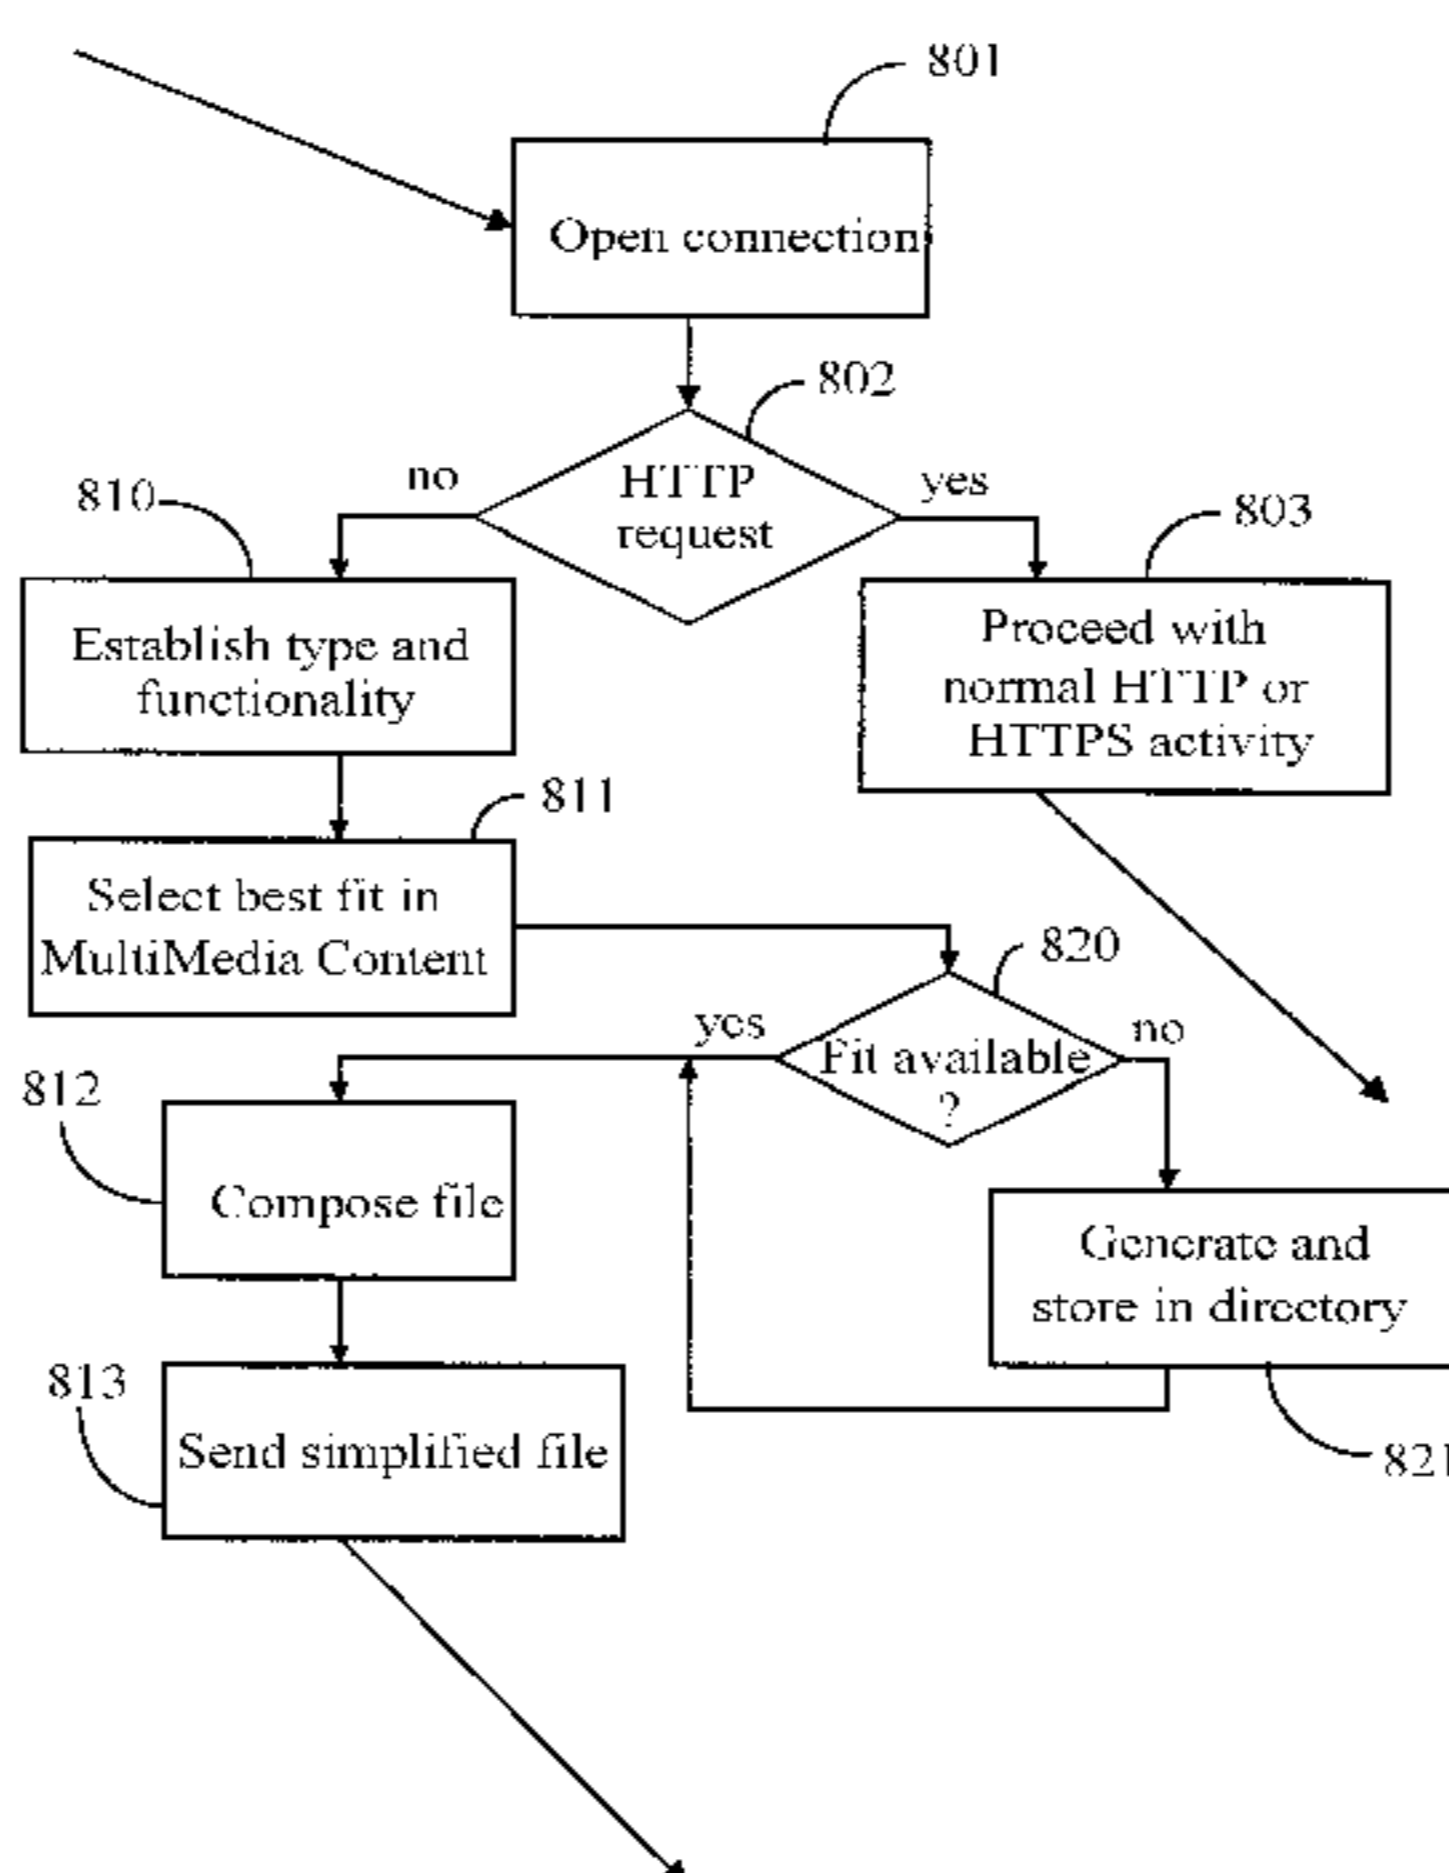 801
Open connection
802
HTTP
request
no
yes
810
803
Establish type and
functionality
Proceed with
normal HTTP or
HTTPS activity
811
Select best fit in
MultiMedia Content
820
yes
no
Fit available
?
812
Compose file
Generate and
store in directory
813
Send simplified file
821